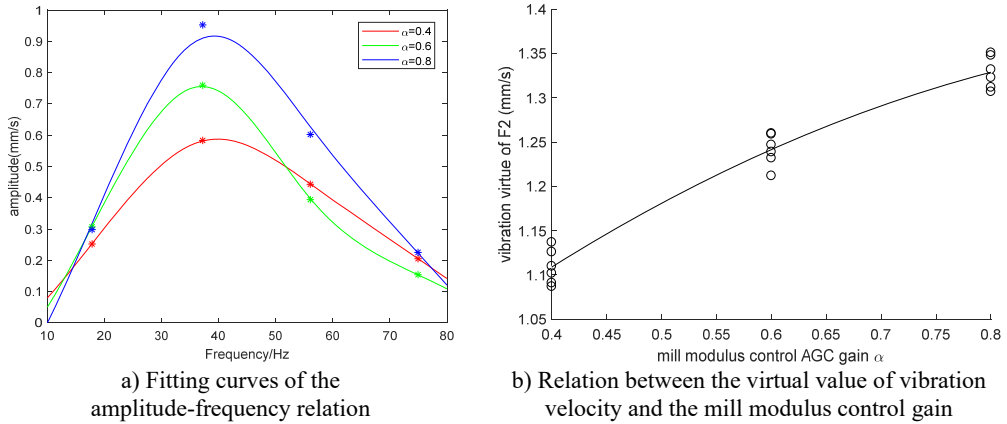 1
0.9
0.8
0.7
0.6
0.5
0.4
0.3
0.2
0.1
0
amplitude(mm/s)
10 20 30 40 50 60 70 80
Frequency/Hz
α=0.4
α=0.6
α=0.8
a) Fitting curves of the
amplitude-frequency relation
1.4
1.35
1.3
1.25
1.2
1.15
1.10
1.05
vibration virtue of F2 (mm/s)
0.4 0.45 0.5 0.55 0.6 0.65 0.7 0.75 0.8
mill modulus control AGC gain α
b) Relation between the virtual value of vibration
velocity and the mill modulus control gain